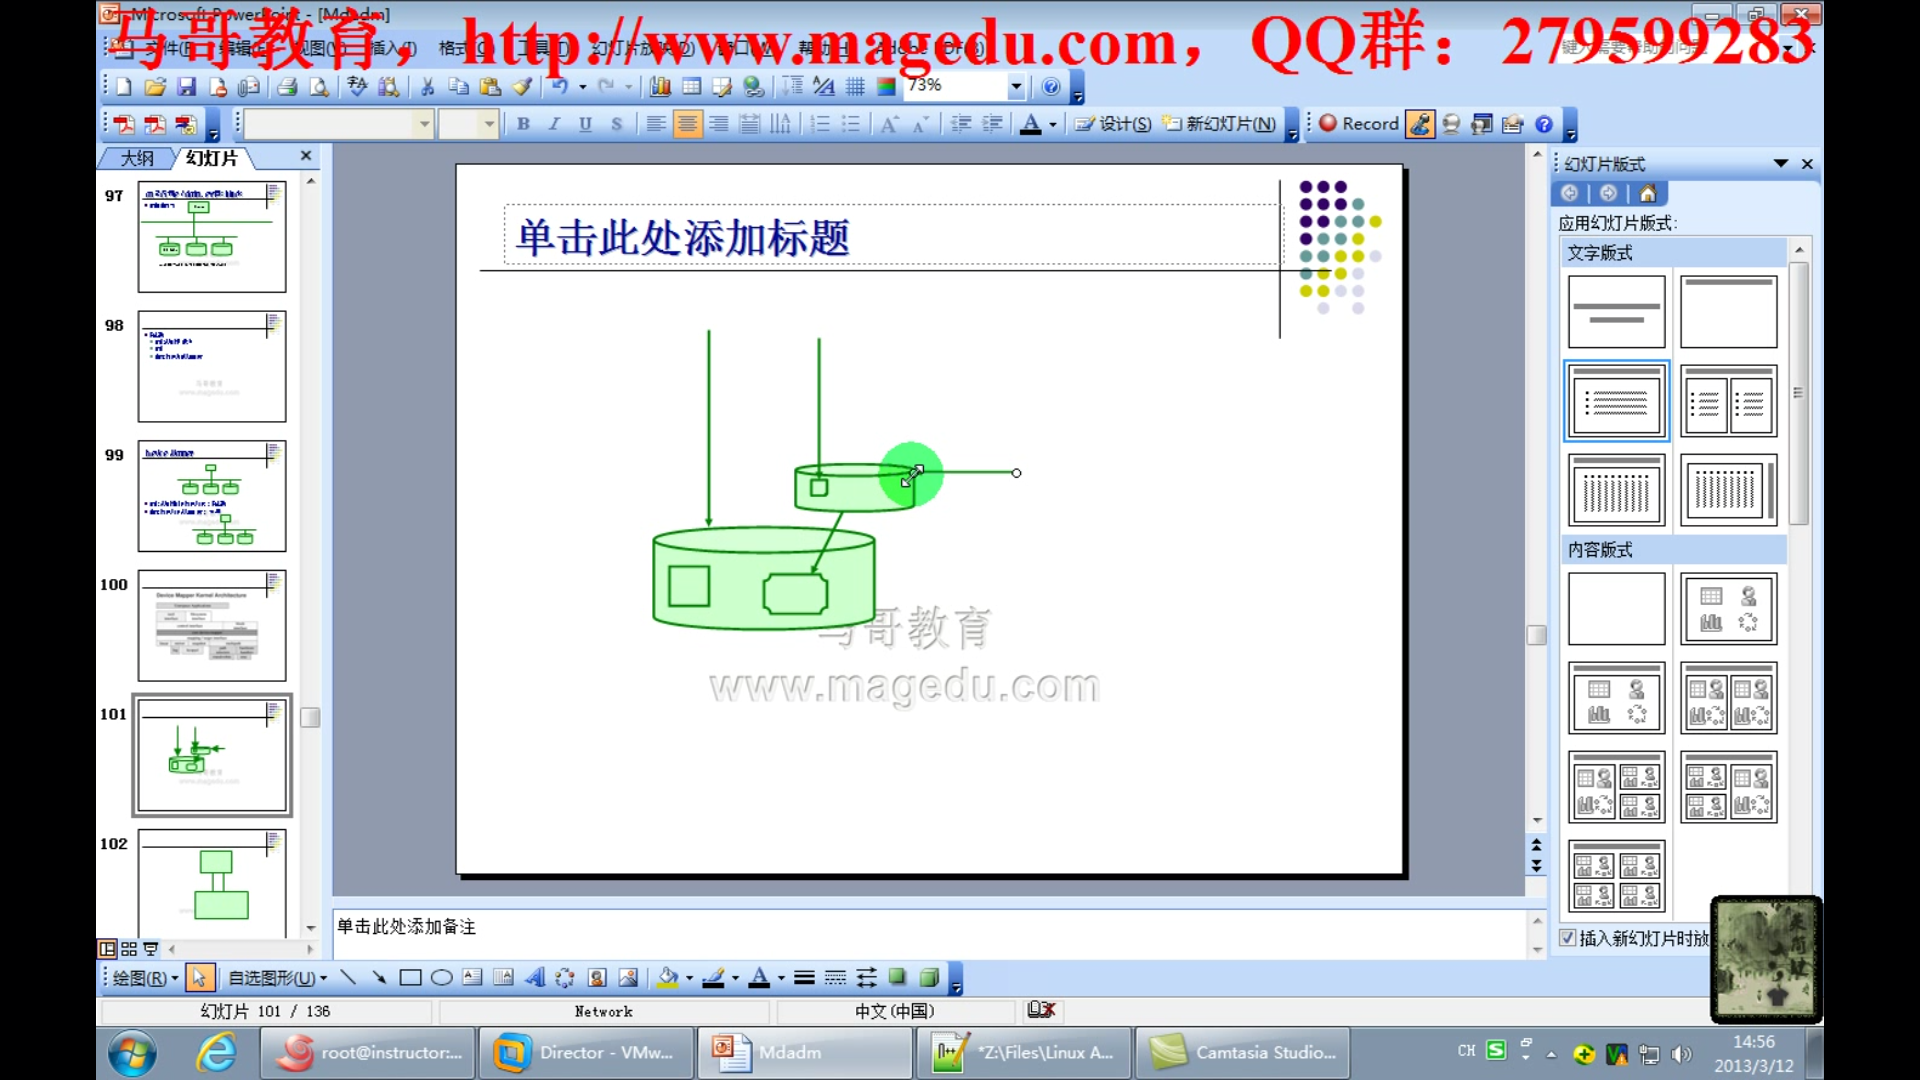 Microsoft PowerPoint - [Mdadm]
马哥教育，http://www.magedu.com，QQ群：279599283
73%
B I U S
设计(S) 新幻灯片(N)
Record
大纲 幻灯片
幻灯片版式
应用幻灯片版式:
文字版式
内容版式
插入新幻灯片时放
97
98
99
100
Device Mapper Kernel Architecture
101
102
单击此处添加标题
马哥教育
www.magedu.com
单击此处添加备注
绘图(R) 自选图形(U)
幻灯片 101 / 136
Network
中文(中国)
root@instructor:...
Director - VMw...
Mdadm
*Z:\Files\Linux A...
Camtasia Studio...
CH
14:56
2013/3/12